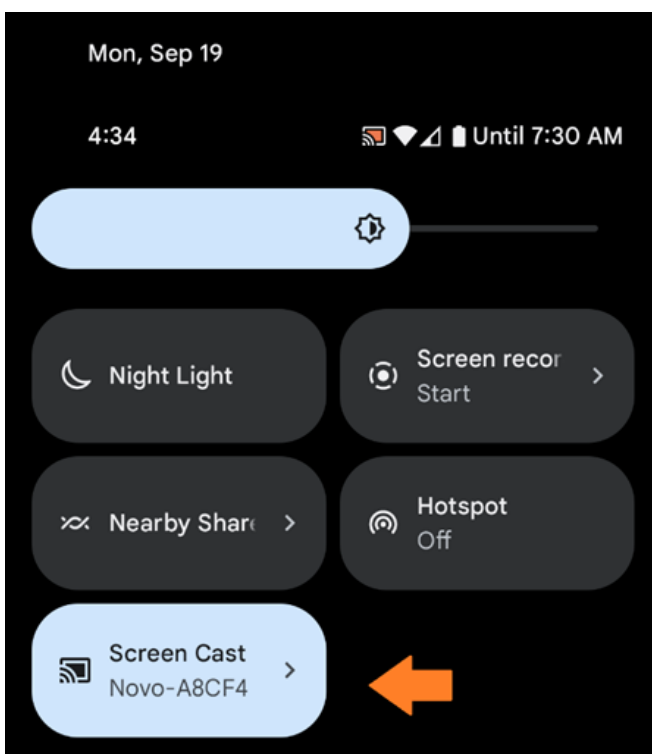 Mon, Sep 19
4:34 Until 7:30 AM
Night Light
Screen recor
Start
Nearby Share
Hotspot
Off
Screen Cast
Novo-A8CF4